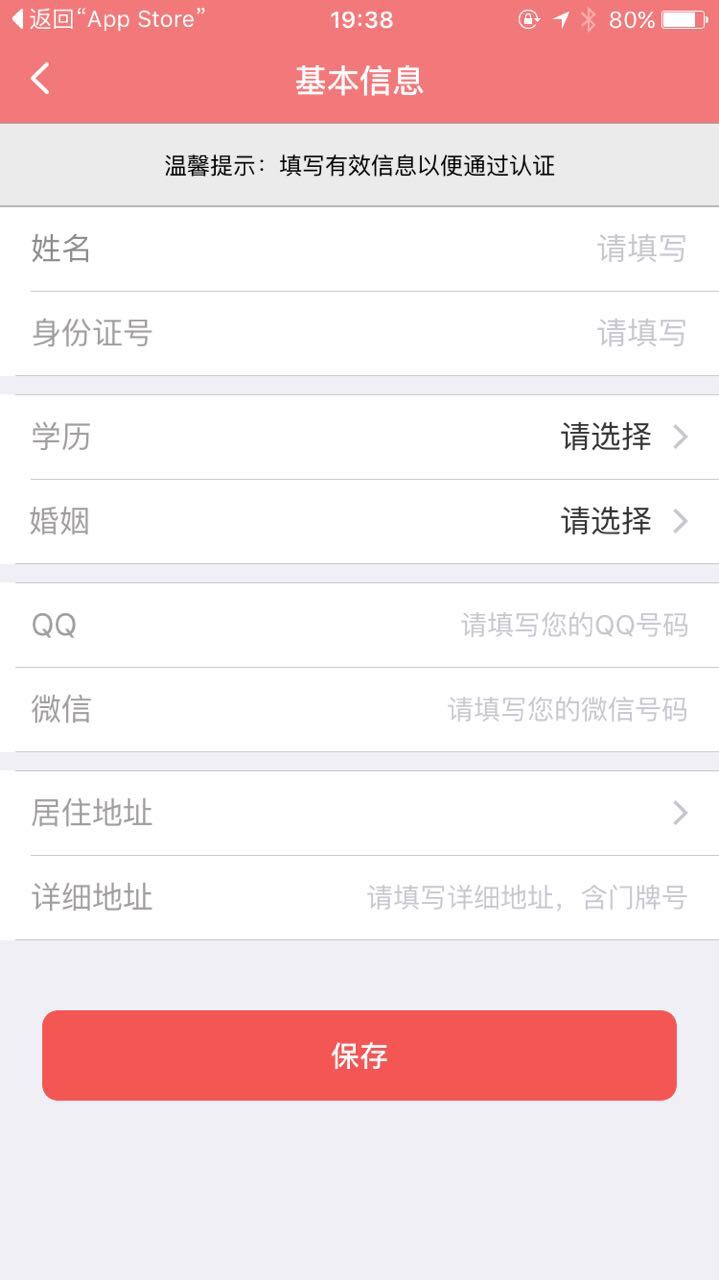 返回“App Store” 19:38 80%
基本信息
温馨提示：填写有效信息以便通过认证
姓名 请填写
身份证号 请填写
学历 请选择
婚姻 请选择
QQ 请填写您的QQ号码
微信 请填写您的微信号码
居住地址
详细地址 请填写详细地址，含门牌号
保存